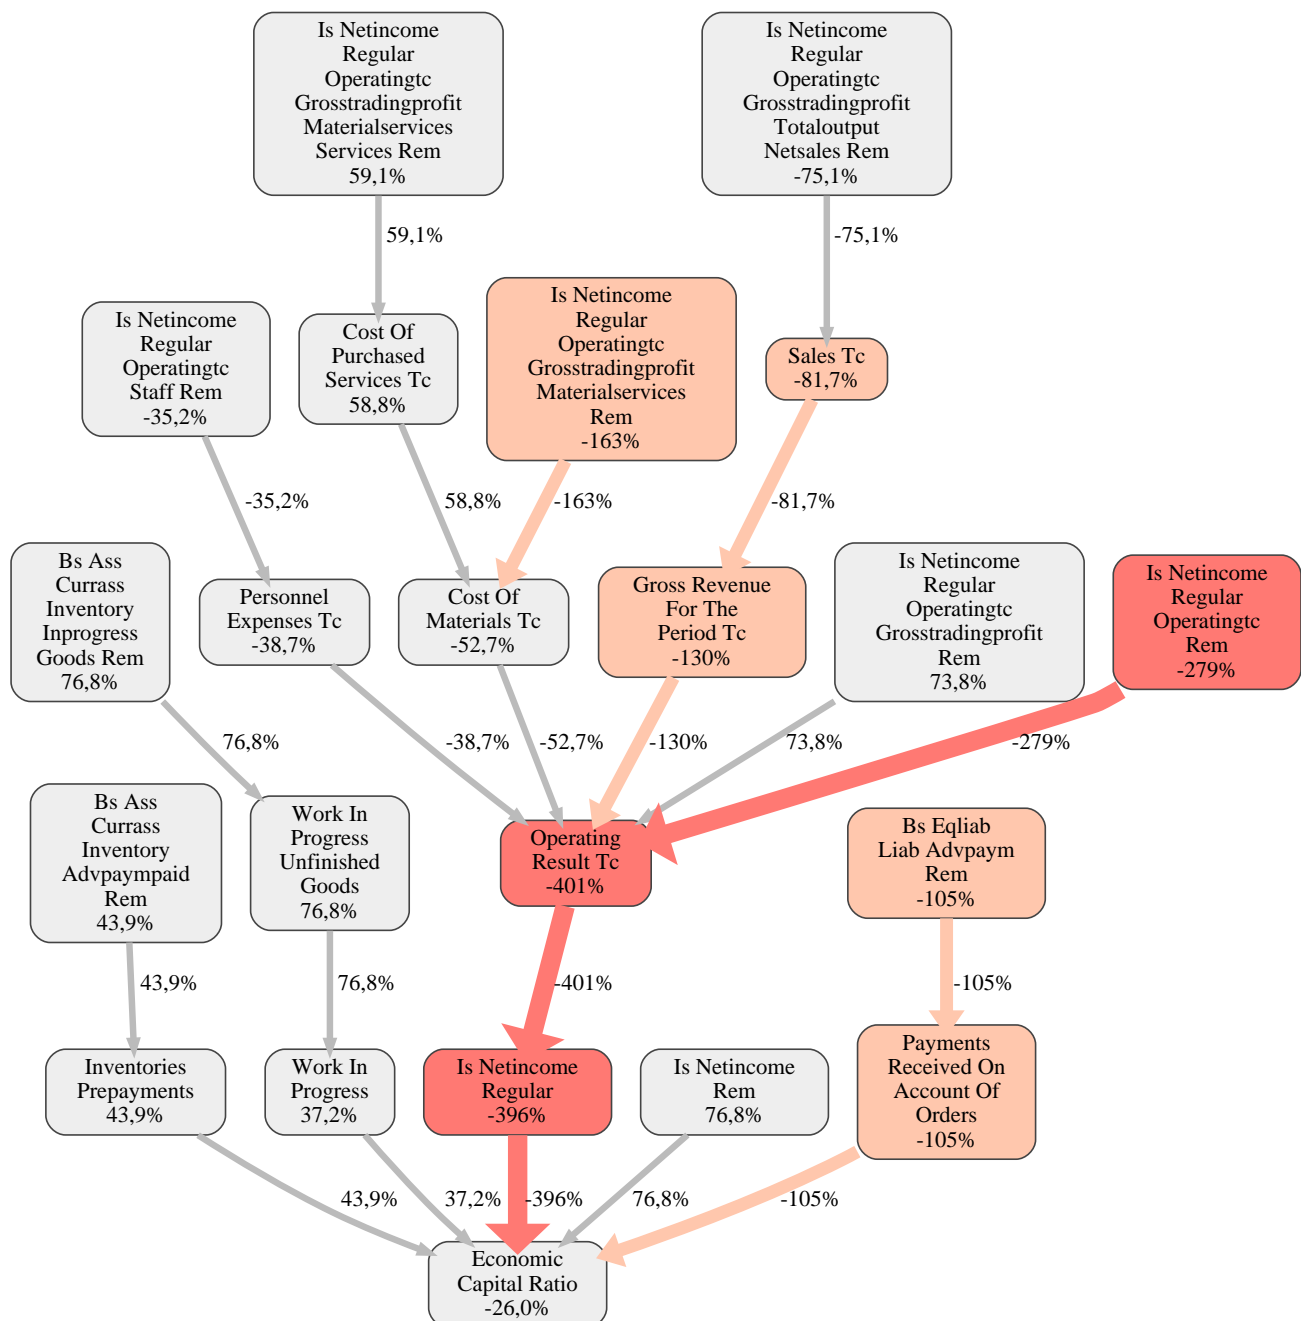 Is Netincome
Regular
Operatingtc
Grosstradingprofit
Materialservices
Services Rem
59,1%
Is Netincome
Regular
Operatingtc
Grosstradingprofit
Totaloutput
Netsales Rem
-75,1%
59,1%
-75,1%
Is Netincome
Regular
Operatingtc
Staff Rem
-35,2%
Cost Of
Purchased
Services Tc
58,8%
Is Netincome
Regular
Operatingtc
Grosstradingprofit
Materialservices
Rem
-163%
Sales Tc
-81,7%
-35,2%
58,8%
-163%
-81,7%
Bs Ass
Currass
Inventory
Inprogress
Goods Rem
76,8%
Personnel
Expenses Tc
-38,7%
Cost Of
Materials Tc
-52,7%
Gross Revenue
For The
Period Tc
-130%
Is Netincome
Regular
Operatingtc
Grosstradingprofit
Rem
73,8%
Is Netincome
Regular
Operatingtc
Rem
-279%
76,8%
-38,7%
-52,7%
-130%
73,8%
-279%
Bs Ass
Currass
Inventory
Advpaympaid
Rem
43,9%
Work In
Progress
Unfinished
Goods
76,8%
Operating
Result Tc
-401%
Bs Eqliab
Liab Advpaym
Rem
-105%
43,9%
76,8%
-401%
-105%
Inventories
Prepayments
43,9%
Work In
Progress
37,2%
Is Netincome
Regular
-396%
Is Netincome
Rem
76,8%
Payments
Received On
Account Of
Orders
-105%
43,9%
37,2%
-396%
76,8%
-105%
Economic
Capital Ratio
-26,0%